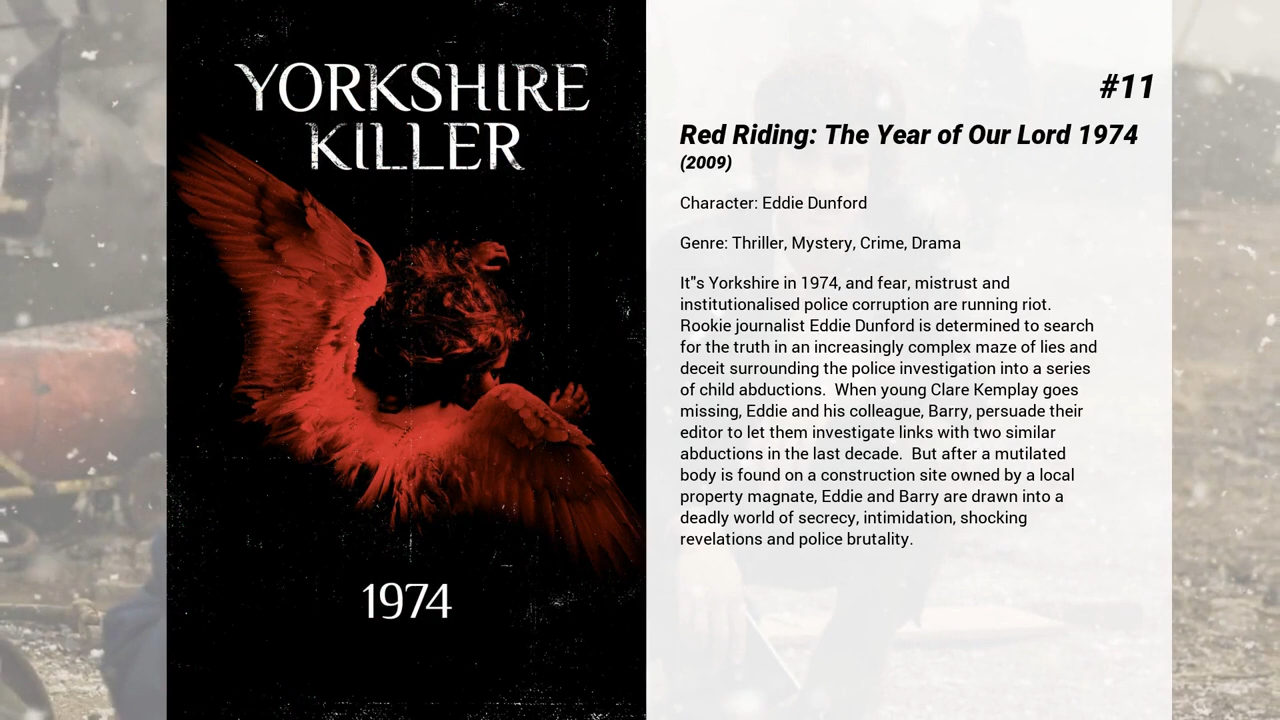 YORKSHIRE
KILLER
1974
#11
Red Riding: The Year of Our Lord 1974
(2009)
Character: Eddie Dunford
Genre: Thriller, Mystery, Crime, Drama
It"s Yorkshire in 1974, and fear, mistrust and
institutionalised police corruption are running riot.
Rookie journalist Eddie Dunford is determined to search
for the truth in an increasingly complex maze of lies and
deceit surrounding the police investigation into a series
of child abductions.  When young Clare Kemplay goes
missing, Eddie and his colleague, Barry, persuade their
editor to let them investigate links with two similar
abductions in the last decade.  But after a mutilated
body is found on a construction site owned by a local
property magnate, Eddie and Barry are drawn into a
deadly world of secrecy, intimidation, shocking
revelations and police brutality.